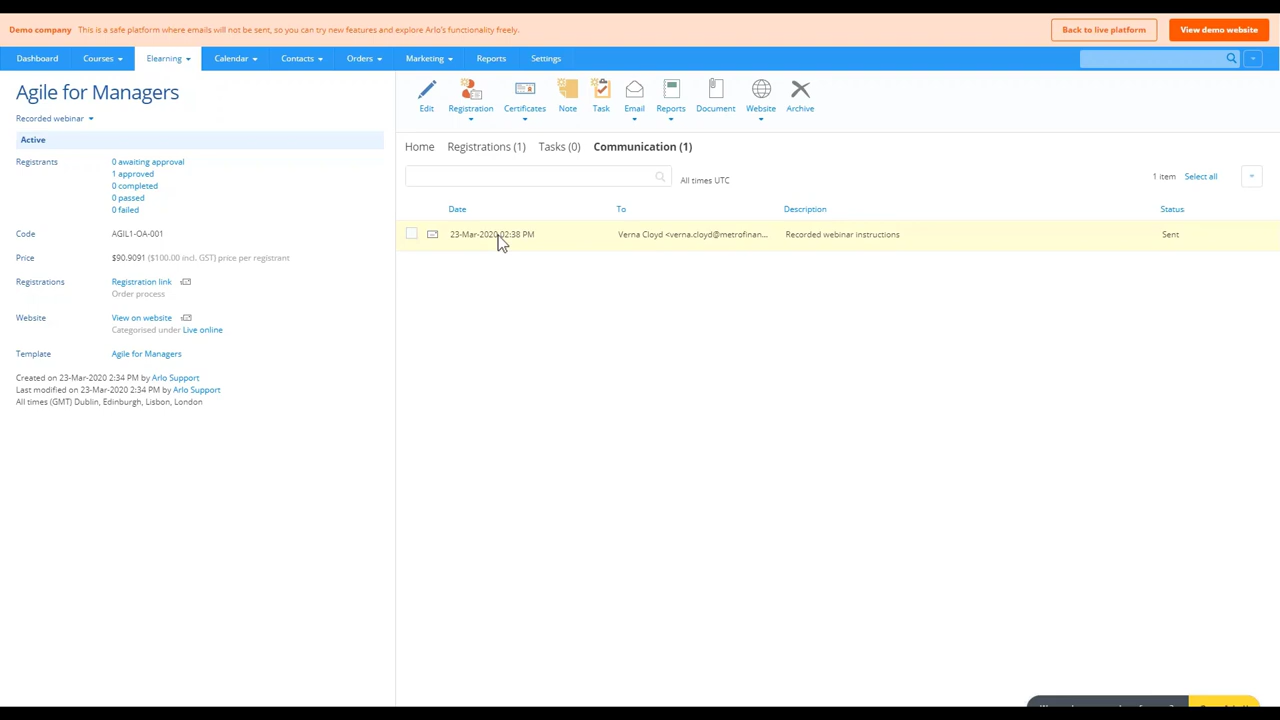 Demo company This is a safe platform where emails will not be sent, so you can try new features and explore Arlo's functionality freely.
Back to live platform
View demo website
Dashboard Courses Elearning Calendar Contacts Orders Marketing Reports Settings
Agile for Managers
Recorded webinar
Active
Registrants 0 awaiting approval
1 approved
0 completed
0 passed
0 failed
Code AGIL1-OA-001
Price $90.9091 ($100.00 incl. GST) price per registrant
Registrations Registration link
Order process
Website View on website
Categorised under Live online
Template Agile for Managers
Created on 23-Mar-2020 2:34 PM by Arlo Support
Last modified on 23-Mar-2020 2:34 PM by Arlo Support
All times (GMT) Dublin, Edinburgh, Lisbon, London
Edit Registration Certificates Note Task Email Reports Document Website Archive
Home Registrations (1) Tasks (0) Communication (1)
All times UTC
1 item Select all
Date To Description Status
23-Mar-2020 02:38 PM Verna Cloyd <verna.cloyd@metrofinan... Recorded webinar instructions Sent